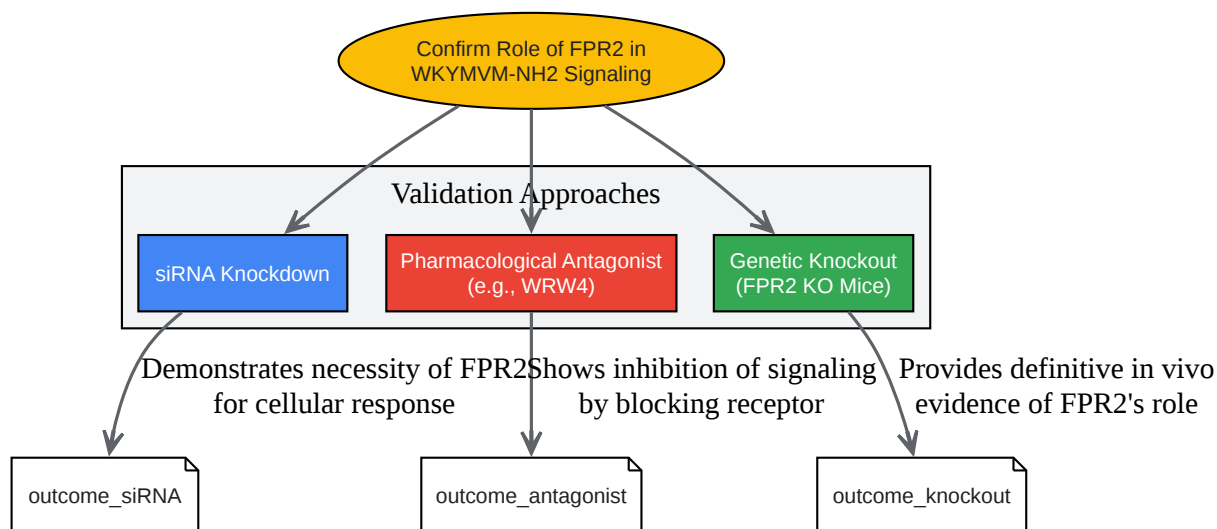 Confirm Role of FPR2 in
WKYMVM-NH2 Signaling
Validation Approaches
siRNA Knockdown
Pharmacological Antagonist
(e.g., WRW4)
Genetic Knockout
(FPR2 KO Mice)
Demonstrates necessity of FPR2
for cellular response
Shows inhibition of signaling
by blocking receptor
Provides definitive in vivo
evidence of FPR2's role
outcome_siRNA
outcome_antagonist
outcome_knockout